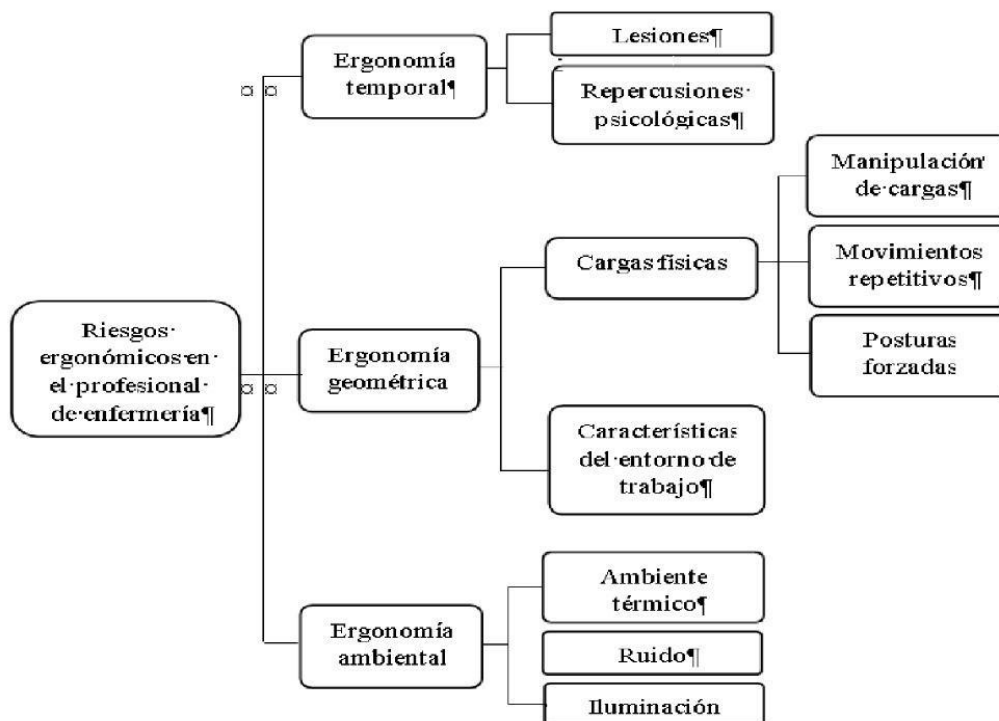 Riesgos·
ergonómicos·en·
el·profesional·
de·enfermería¶
¤ ¤
¤ ¤
Ergonomía
temporal¶
Lesiones¶
Repercusiones·
psicológicas¶
Ergonomía
geométrica
Cargas·físicas
Manipulación
de·cargas¶
Movimientos
repetitivos¶
Posturas
forzadas
Características
del·entorno·de
trabajo¶
Ergonomía
ambiental
Ambiente
térmico¶
Ruido¶
Iluminación